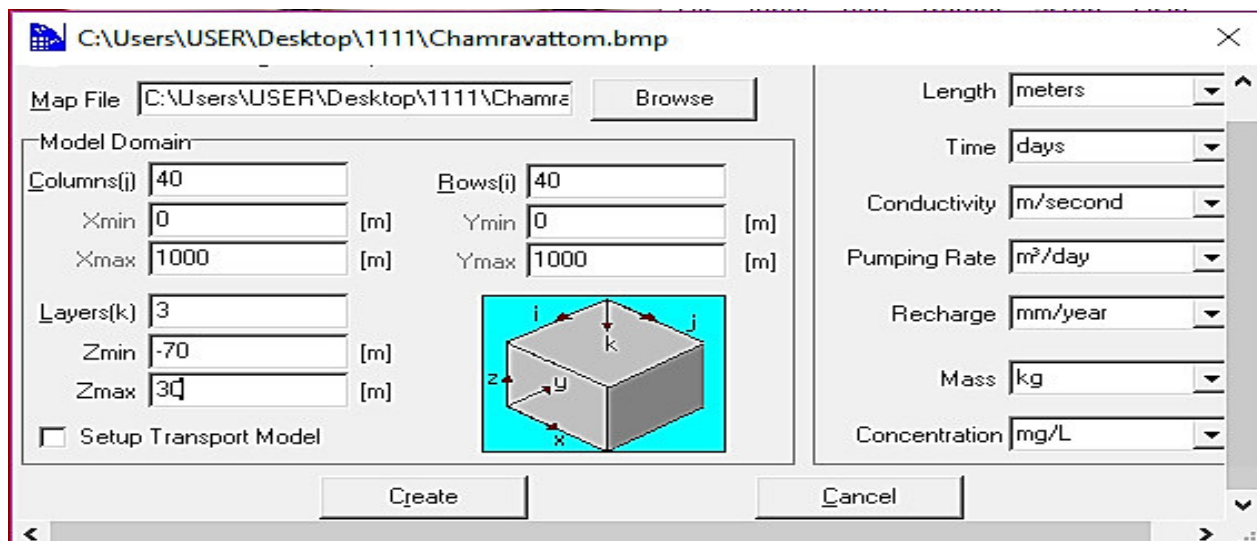 C:\Users\USER\Desktop\1111\Chamravattom.bmp
Map File C:\Users\USER\Desktop\1111\Chamra Browse
Model Domain
Columns(j) 40 Rows(i) 40
Xmin 0 [m] Ymin 0 [m]
Xmax 1000 [m] Ymax 1000 [m]
Layers(k) 3
Zmin -70 [m]
Zmax 30 [m]
i j k z y x
Setup Transport Model
Length meters
Time days
Conductivity m/second
Pumping Rate m³/day
Recharge mm/year
Mass kg
Concentration mg/L
Create Cancel